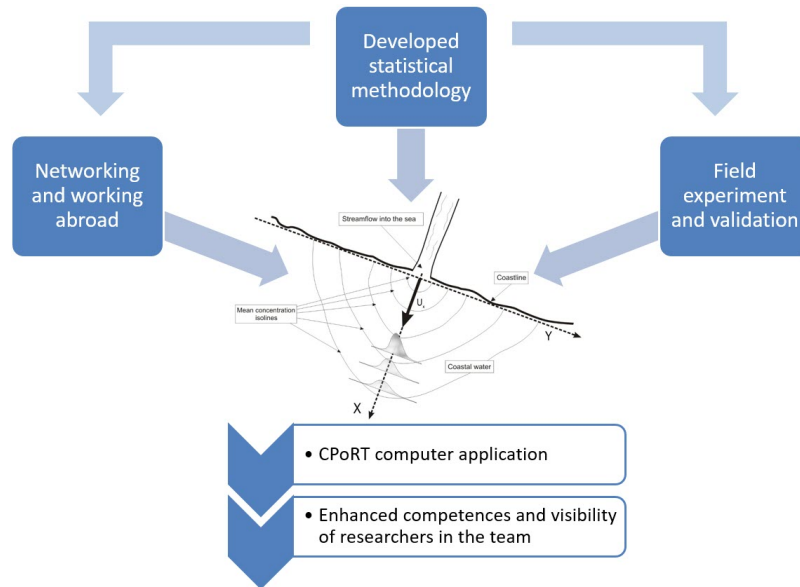 Developed
statistical
methodology
Networking
and working
abroad
Field
experiment
and validation
Streamflow into the sea
Coastline
Mean concentration
isolines
Uₓ
Y
Coastal water
X
• CPoRT computer application
• Enhanced competences and visibility
of researchers in the team